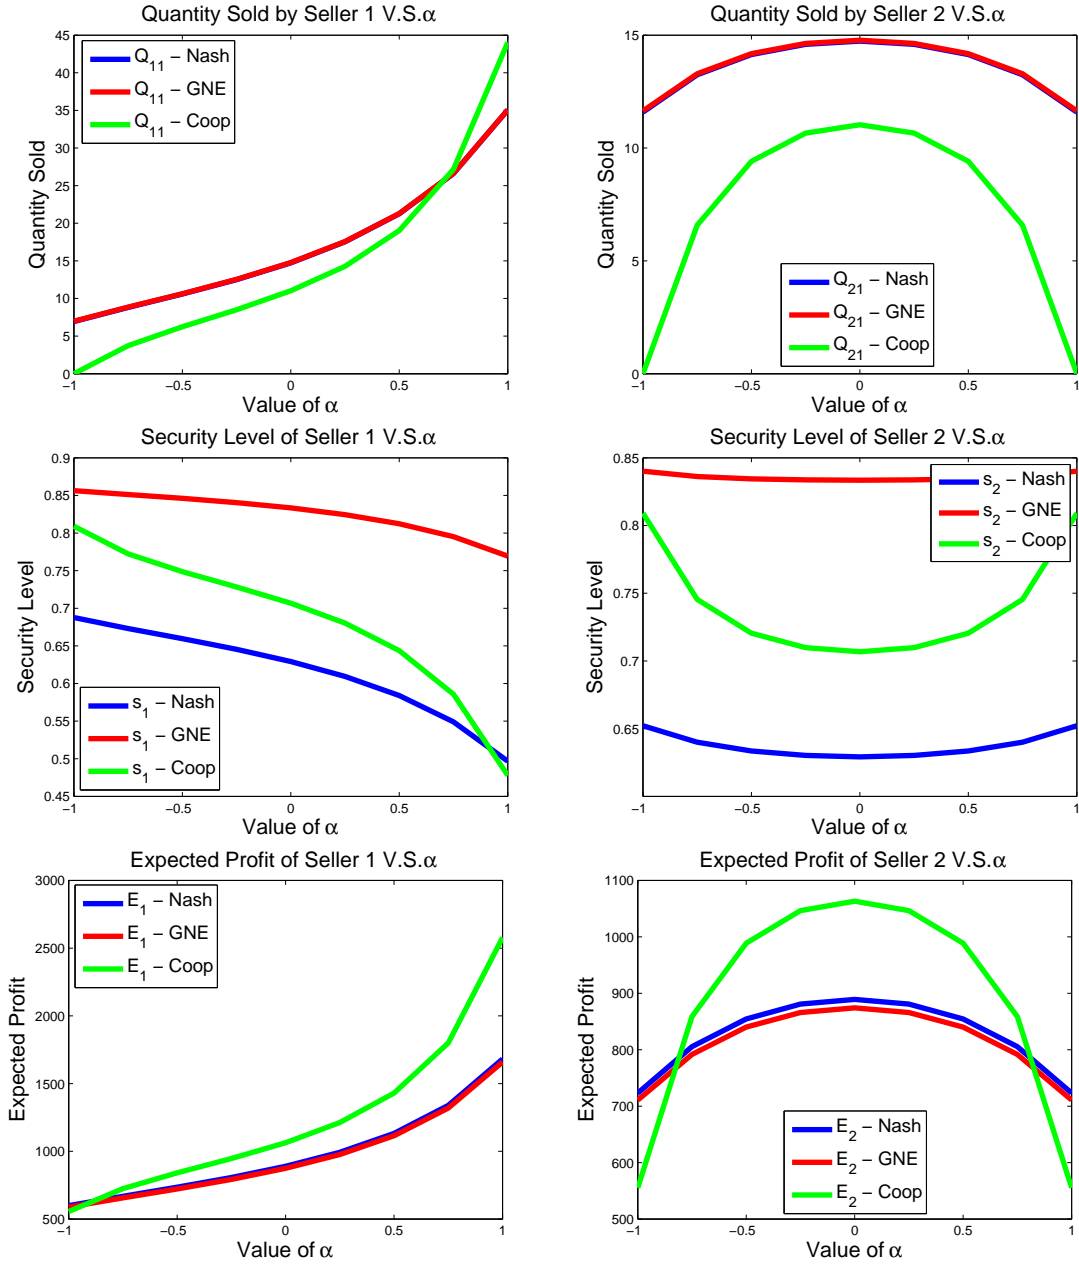 Quantity Sold by Seller 1 V.S.α
45
40
35
30
25
20
15
10
5
0
Quantity Sold
Q11 – Nash
Q11 – GNE
Q11 – Coop
−1
−0.5
0
0.5
1
Value of α
Quantity Sold by Seller 2 V.S.α
15
10
5
0
Quantity Sold
Q21 – Nash
Q21 – GNE
Q21 – Coop
−1
−0.5
0
0.5
1
Value of α
Security Level of Seller 1 V.S.α
0.9
0.85
0.8
0.75
0.7
0.65
0.6
0.55
0.5
0.45
Security Level
s1 – Nash
s1 – GNE
s1 – Coop
−1
−0.5
0
0.5
1
Value of α
Security Level of Seller 2 V.S.α
0.85
0.8
0.75
0.7
0.65
Security Level
s2 – Nash
s2 – GNE
s2 – Coop
−1
−0.5
0
0.5
1
Value of α
Expected Profit of Seller 1 V.S.α
3000
2500
2000
1500
1000
500
Expected Profit
E1 – Nash
E1 – GNE
E1 – Coop
−1
−0.5
0
0.5
1
Value of α
Expected Profit of Seller 2 V.S.α
1100
1000
900
800
700
600
500
Expected Profit
E2 – Nash
E2 – GNE
E2 – Coop
−1
−0.5
0
0.5
1
Value of α